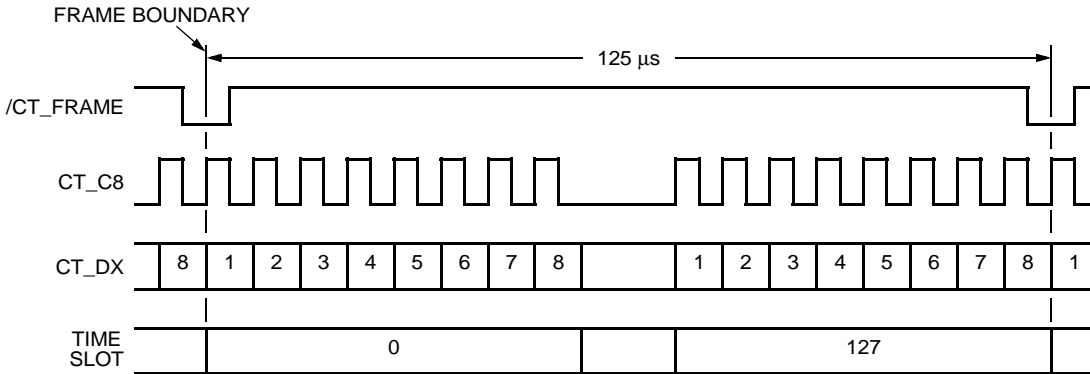 FRAME BOUNDARY
125 μs
/CT_FRAME
CT_C8
CT_DX
8 1 2 3 4 5 6 7 8 1 2 3 4 5 6 7 8 1
TIME
SLOT
0 127